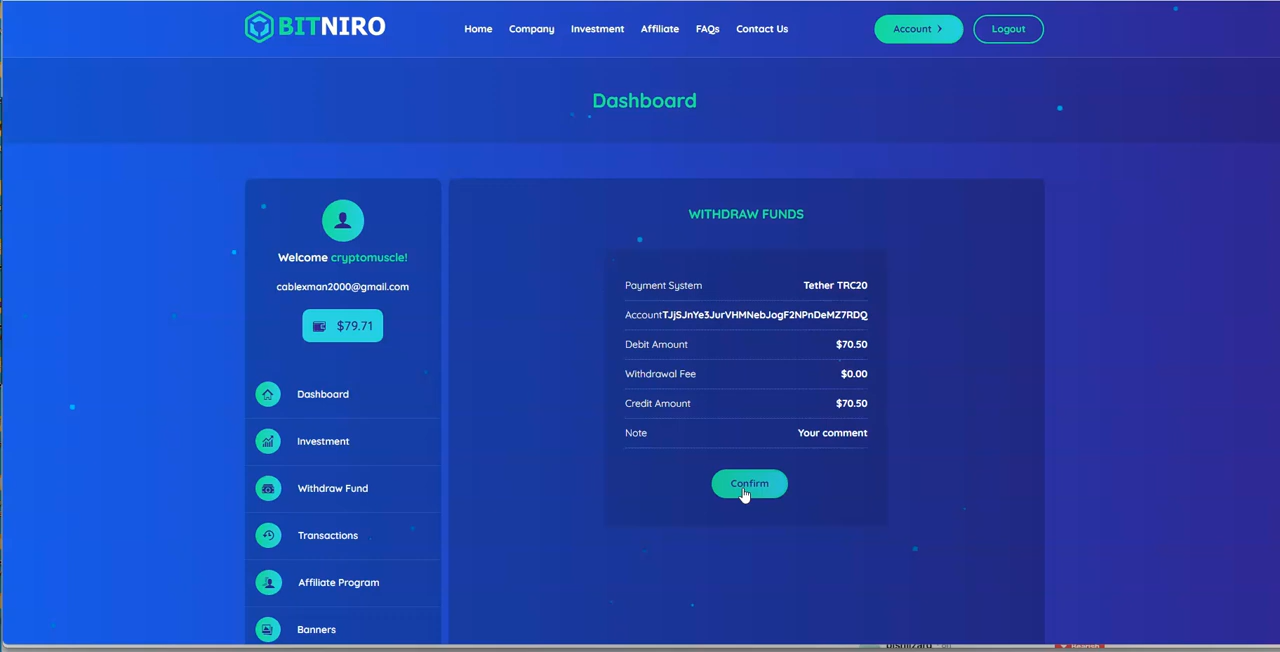 BITNIRO
Home Company Investment Affiliate FAQs Contact Us Account Logout
Dashboard
Welcome cryptomuscle!
cablexman2000@gmail.com
$79.71
Dashboard
Investment
Withdraw Fund
Transactions
Affiliate Program
Banners
WITHDRAW FUNDS
Payment System Tether TRC20
Account TJjSJnYe3JurVHMNebJogF2NPnDeMZ7RDQ
Debit Amount $70.50
Withdrawal Fee $0.00
Credit Amount $70.50
Note Your comment
Confirm